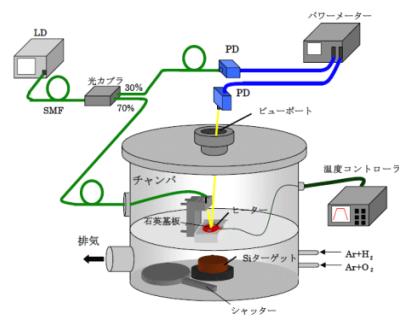 LD
パワーメーター
光カプラ
30%
70%
SMF
PD
PD
ビューポート
チャンバ
温度コントローラ
石英基板
ヒーター
排気
Siターゲット
Ar+H₂
Ar+O₂
シャッター